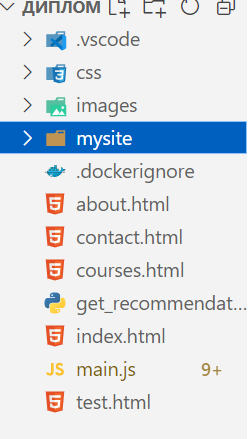 ДИПЛОМ
.vscode
css
images
mysite
.dockerignore
about.html
contact.html
courses.html
get_recommendat...
index.html
JS main.js 9+
test.html